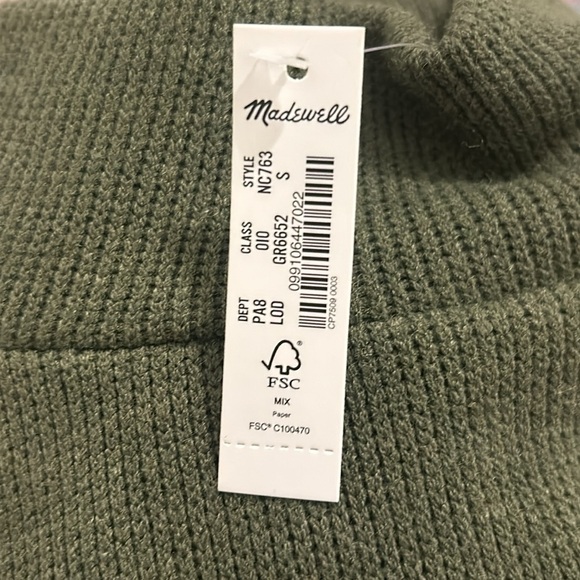 Madewell
STYLE
NC763
S
CLASS
010
GR6652
DEPT
PA8
LOD
099106447022
CP7509 0003
FSC®
MIX
Paper
FSC® C100470